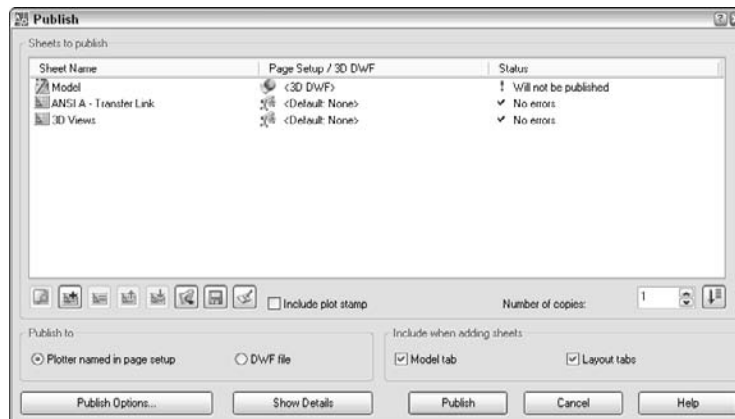 Publish
Sheets to publish
Sheet Name Page Setup / 3D DWF Status
Model <3D DWF> ! Will not be published
ANSI A - Transfer Link <Default: None> No errors
3D Views <Default: None> No errors
Include plot stamp Number of copies: 1
Publish to Include when adding sheets
Plotter named in page setup DWF file Model tab Layout tabs
Publish Options... Show Details Publish Cancel Help